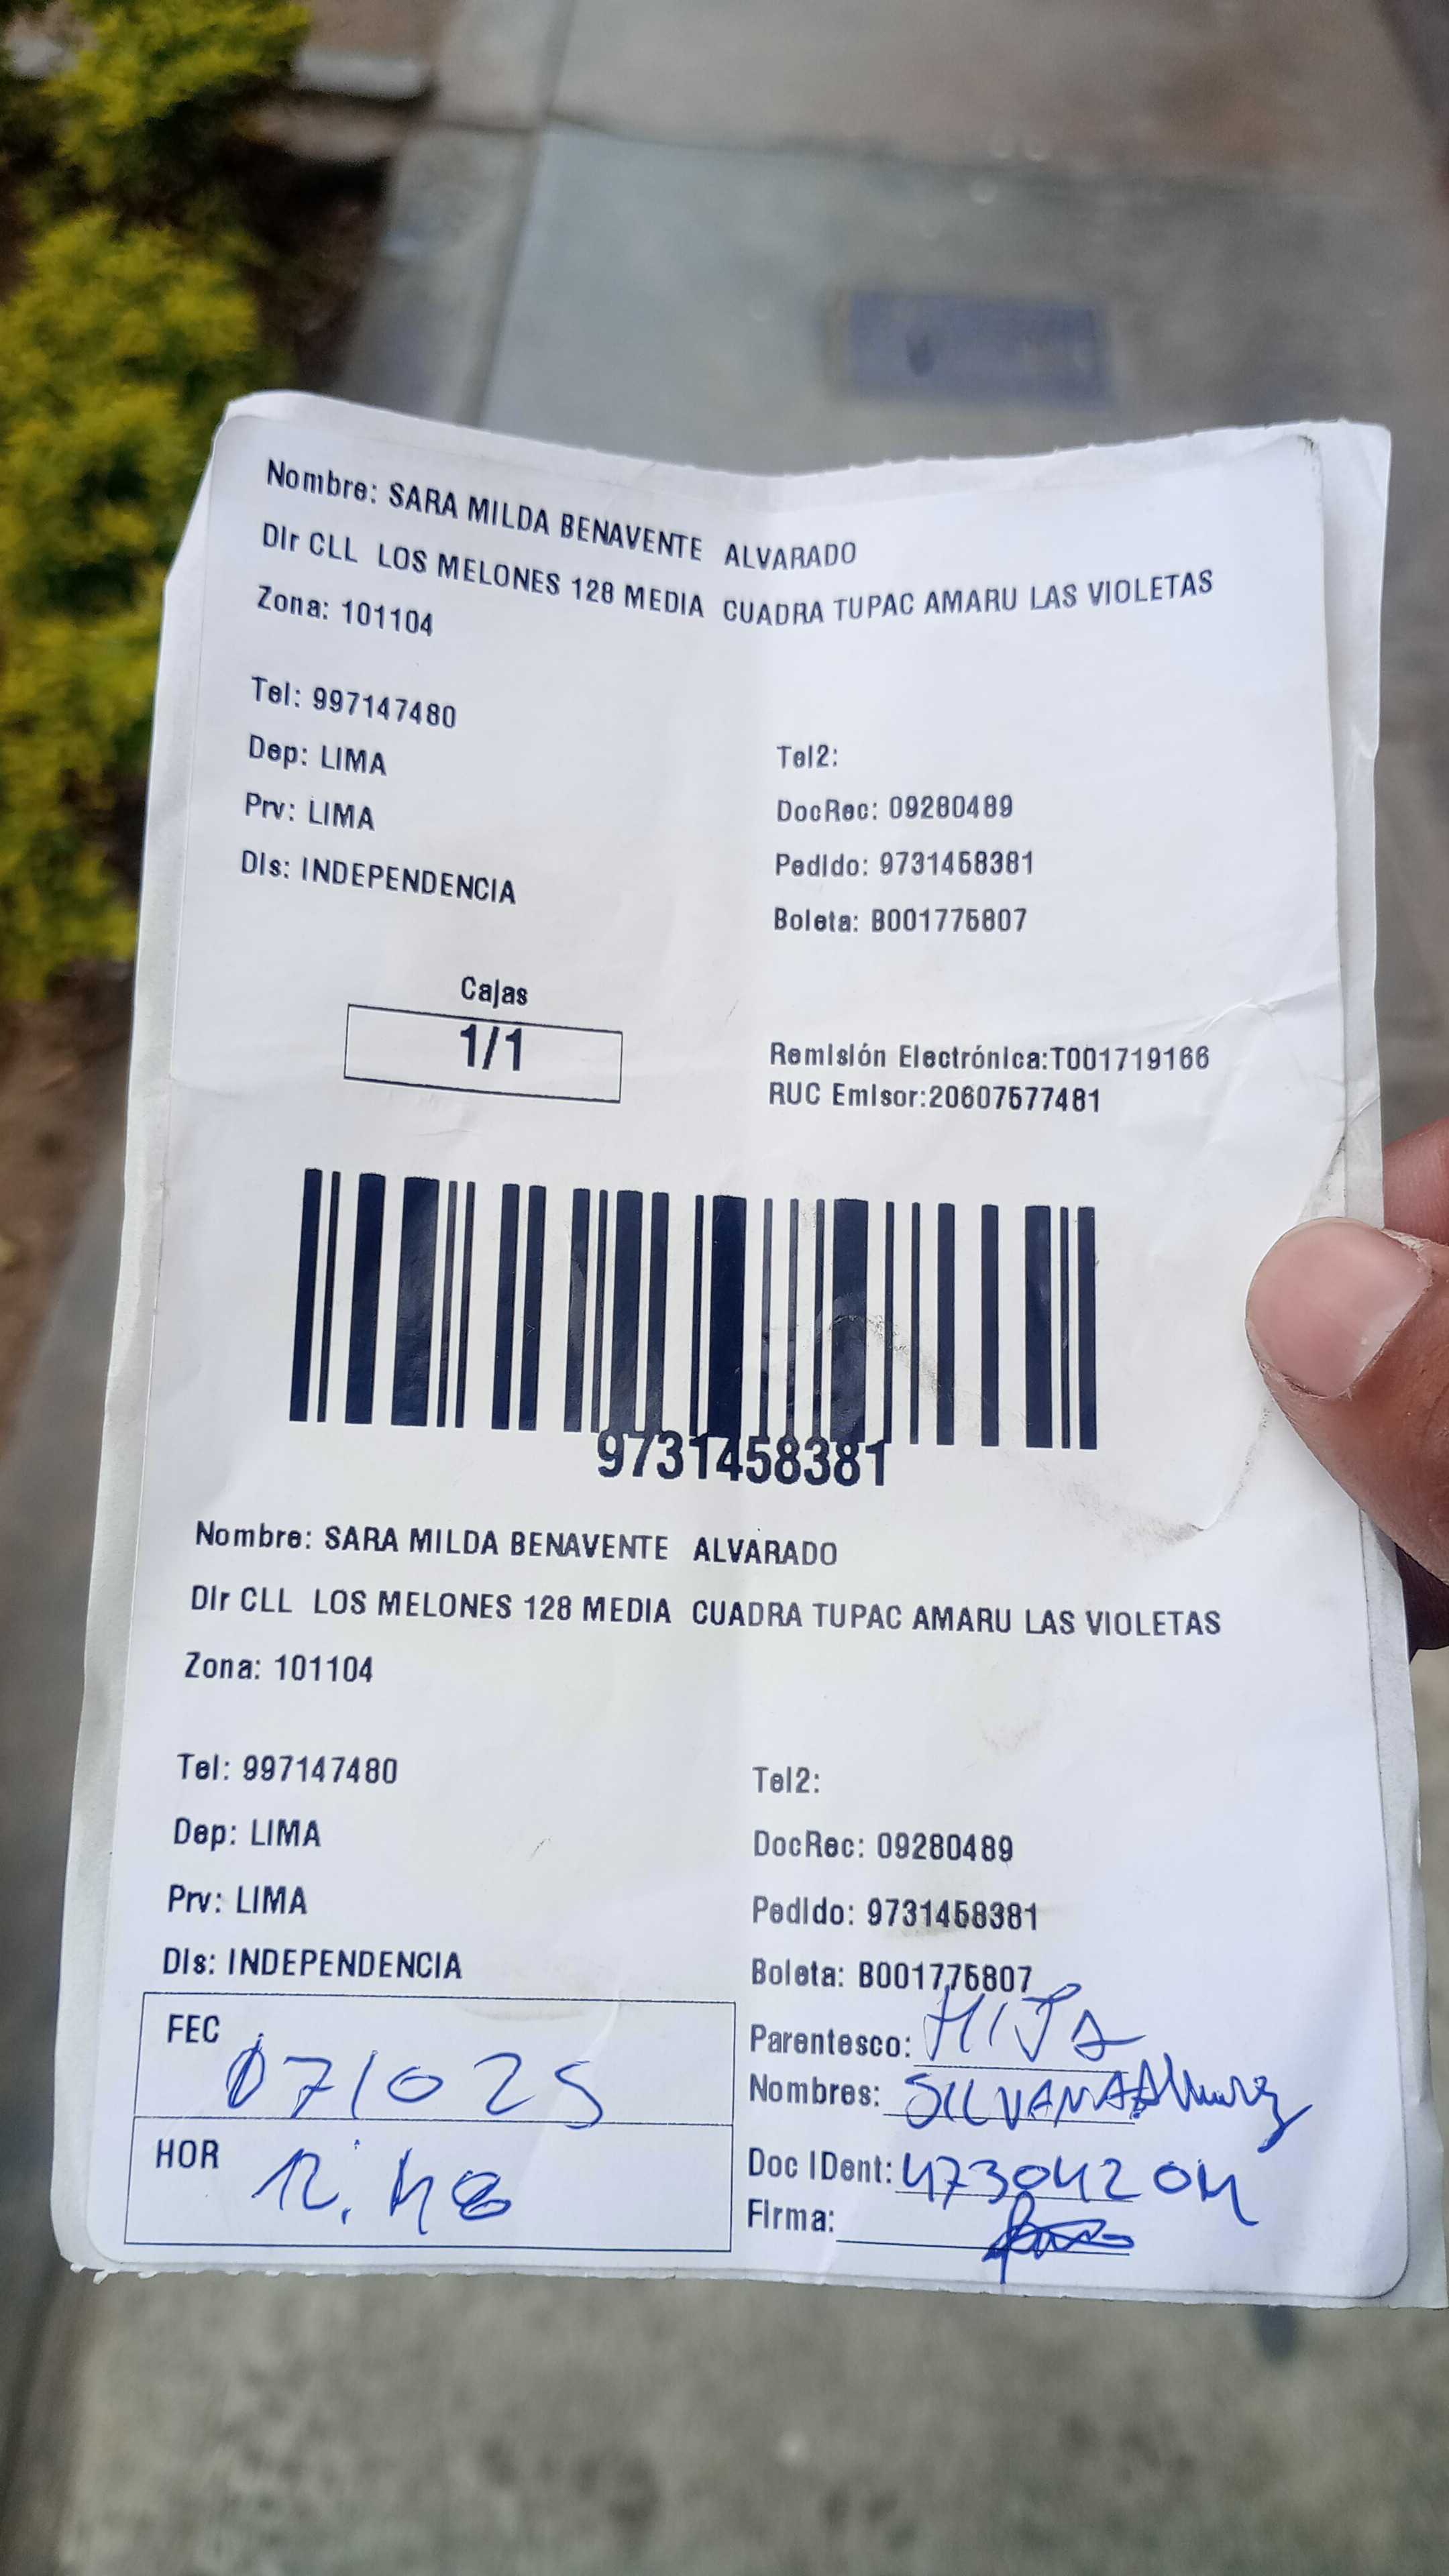 Nombre: SARA MILDA BENAVENTE ALVARADO
Dir CLL LOS MELONES 128 MEDIA CUADRA TUPAC AMARU LAS VIOLETAS
Zona: 101104
Tel: 997147480
Tel2:
Dep: LIMA
DocRec: 09280489
Prv: LIMA
Pedido: 9731458381
Dis: INDEPENDENCIA
Boleta: B001775807
Cajas
1/1
Remisión Electrónica:T001719166
RUC Emisor:20607577481
9731458381
Nombre: SARA MILDA BENAVENTE ALVARADO
Dir CLL LOS MELONES 128 MEDIA CUADRA TUPAC AMARU LAS VIOLETAS
Zona: 101104
Tel: 997147480
Tel2:
Dep: LIMA
DocRec: 09280489
Prv: LIMA
Pedido: 9731458381
Dis: INDEPENDENCIA
Boleta: B001775807
FEC 071025
Parentesco: HIJA
Nombres: SILVANA
HOR 12:48
Doc IDent: 47304204
Firma: